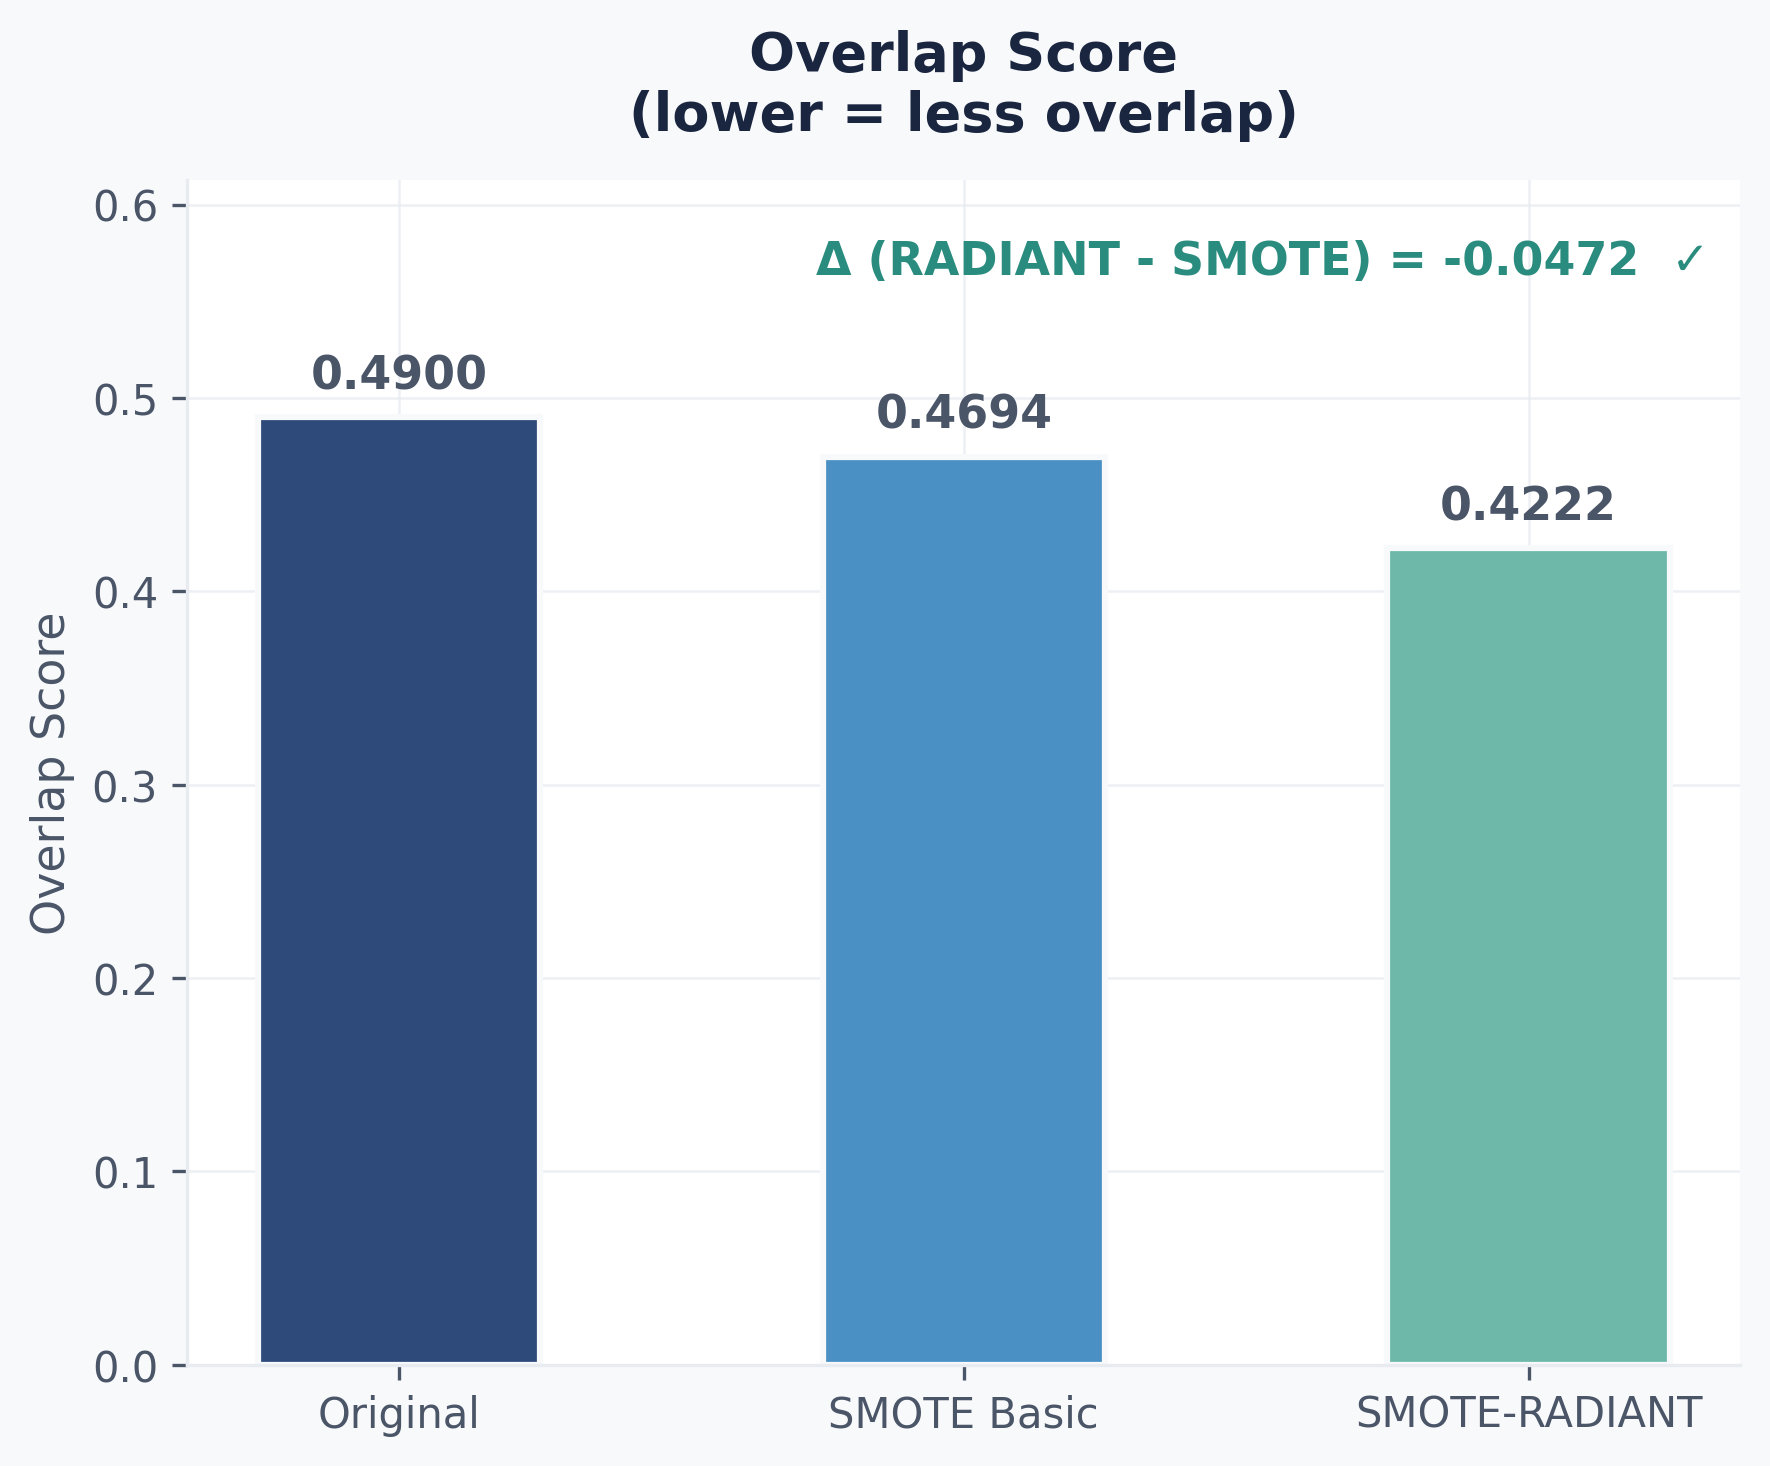 Overlap Score
(lower = less overlap)
Δ (RADIANT - SMOTE) = -0.0472 ✓
0.4900
0.4694
0.4222
Overlap Score
0.6
0.5
0.4
0.3
0.2
0.1
0.0
Original
SMOTE Basic
SMOTE-RADIANT